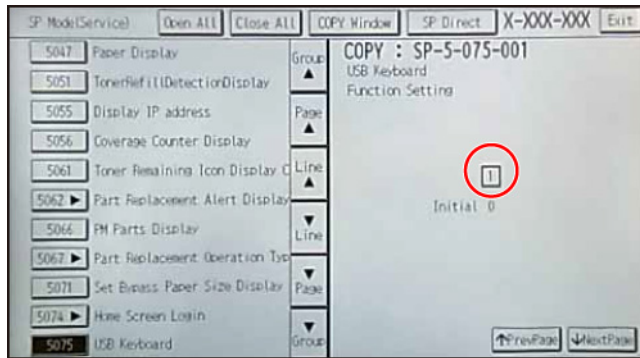 SP Mode(Service) Open All Close All COPY Window SP Direct X-XXX-XXX Exit
5047 Paper Display
5051 TonerRefillDetectionDisplay
5055 Display IP address
5056 Coverage Counter Display
5061 Toner Remaining Icon Display C
5062 ► Part Replacement Alert Display
5066 PM Parts Display
5067 ► Part Replacement Operation Typ
5071 Set Bypass Paper Size Display
5074 ► Home Screen Login
5075 USB Keyboard
Group ▲
Page ▲
Line ▲
▼ Line
▼ Page
▼ Group
COPY : SP-5-075-001
USB Keyboard
Function Setting
1
Initial 0
↑PrevPage ↓NextPage